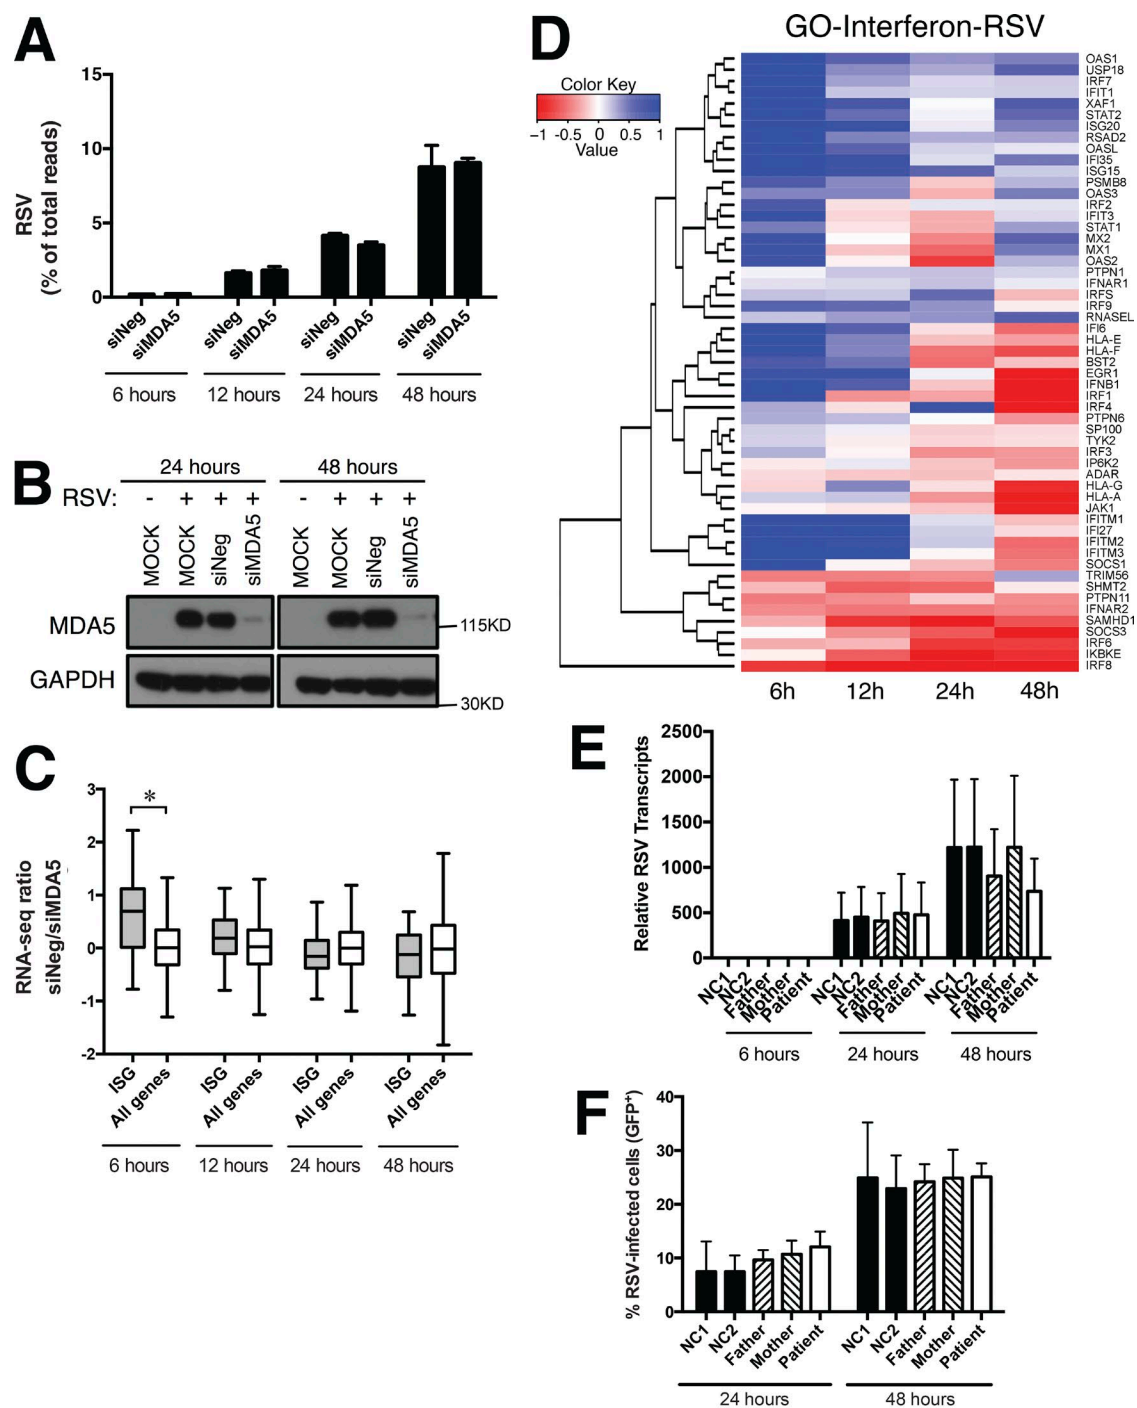 A
15
10
5
0
RSV
(% of total reads)
siNeg
siMDA5
siNeg
siMDA5
siNeg
siMDA5
siNeg
siMDA5
6 hours
12 hours
24 hours
48 hours
B
24 hours
48 hours
RSV: - + + + - + + +
MOCK
MOCK
siNeg
siMDA5
MOCK
MOCK
siNeg
siMDA5
MDA5
115KD
GAPDH
30KD
C
3
2
1
0
-1
-2
RNA-seq ratio
siNeg/siMDA5
*
ISG
All genes
ISG
All genes
ISG
All genes
ISG
All genes
6 hours
12 hours
24 hours
48 hours
D
GO-Interferon-RSV
Color Key
−1 -0.5 0 0.5 1
Value
OAS1
USP18
IRF7
IFIT1
XAF1
STAT2
ISG20
RSAD2
OASL
IFI35
ISG15
PSMB8
OAS3
IRF2
IFIT3
STAT1
MX2
MX1
OAS2
PTPN1
IFNAR1
IRFS
IRF9
RNASEL
IFI6
HLA-E
HLA-F
BST2
EGR1
IFNB1
IRF1
IRF4
PTPN6
SP100
TYK2
IRF3
IP6K2
ADAR
HLA-G
HLA-A
JAK1
IFITM1
IFI27
IFITM2
IFITM3
SOCS1
TRIM56
SHMT2
PTPN11
IFNAR2
SAMHD1
SOCS3
IRF6
IKBKE
IRF8
6h 12h 24h 48h
E
2500
2000
1500
1000
500
0
Relative RSV Transcripts
NC1
NC2
Father
Mother
Patient
NC1
NC2
Father
Mother
Patient
NC1
NC2
Father
Mother
Patient
6 hours
24 hours
48 hours
F
40
30
20
10
0
% RSV-infected cells (GFP⁺)
NC1
NC2
Father
Mother
Patient
NC1
NC2
Father
Mother
Patient
24 hours
48 hours